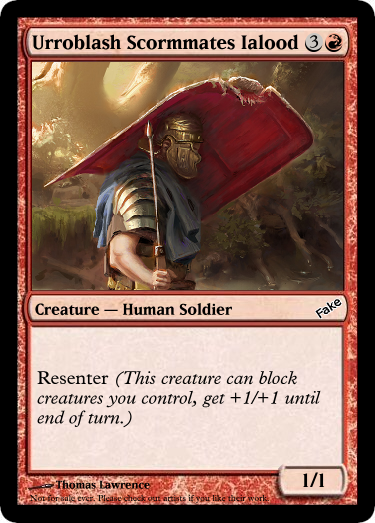 Urroblash Scormmates Ialood 3
Creature — Human Soldier
Fake
Resenter (This creature can block
creatures you control, get +1/+1 until
end of turn.)
1/1
Thomas Lawrence
Not for sale ever. Please check out artists if you like their work.